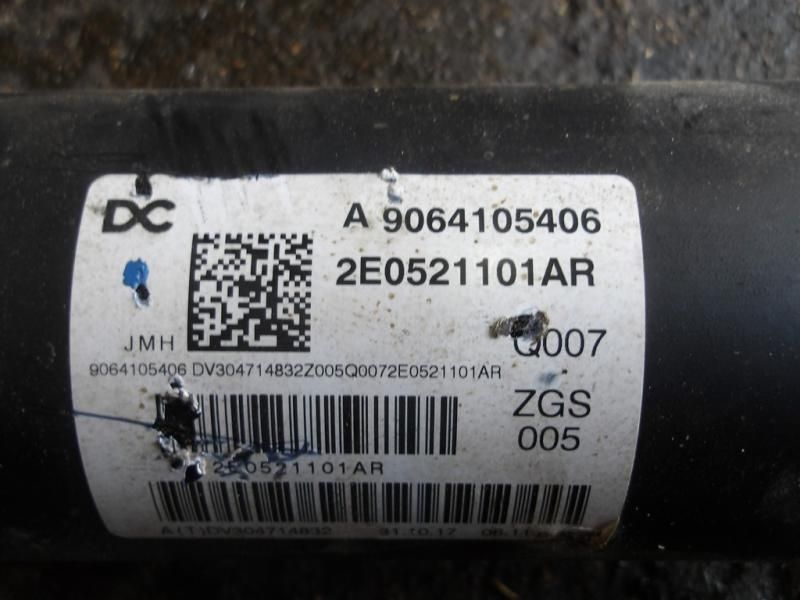 DC A 9064105406
2E0521101AR
JMH Q007
9064105406 DV304714832Z005Q0072E0521101AR
ZGS
005
2E0521101AR
A(T)DV304714832 31.10.17